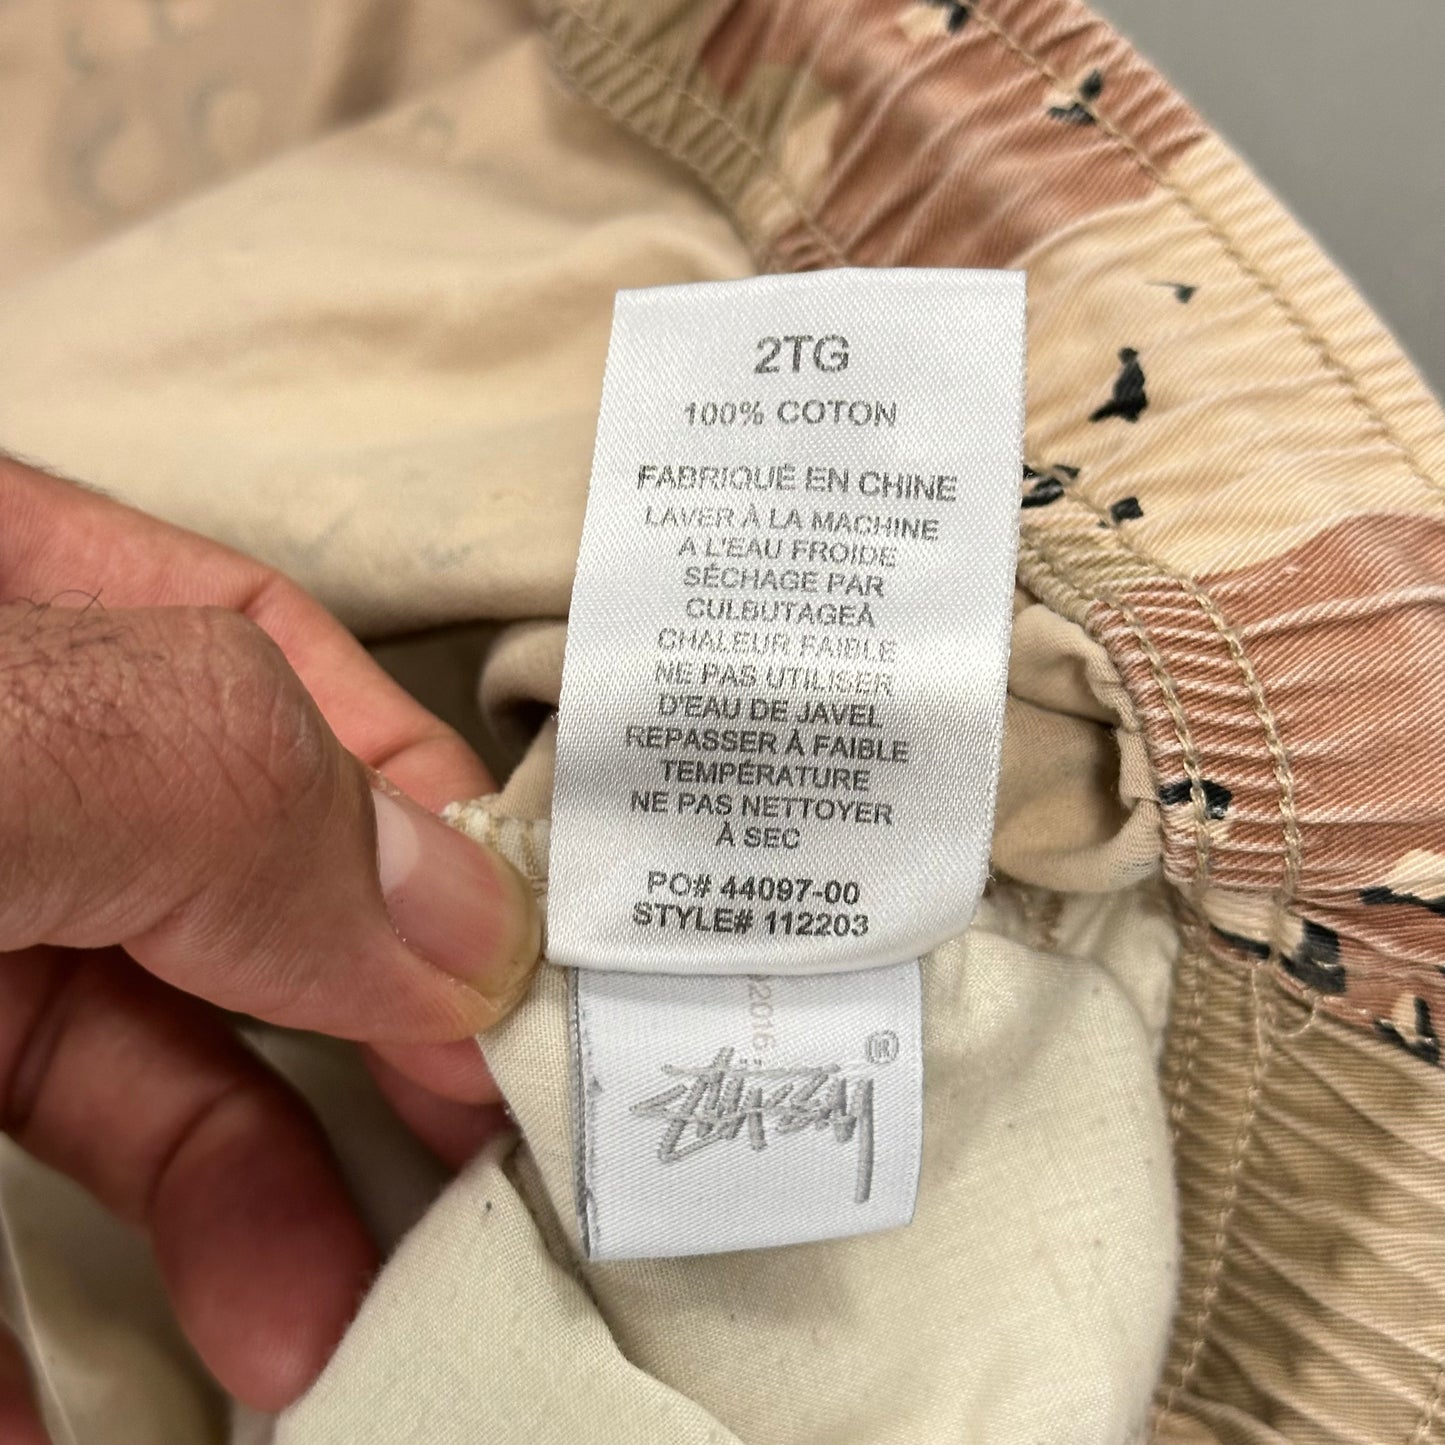 2TG
100% COTON
FABRIQUÉ EN CHINE
LAVER À LA MACHINE
A L'EAU FROIDE
SÉCHAGE PAR
CULBUTAGEÀ
CHALEUR FAIBLE
NE PAS UTILISER
D'EAU DE JAVEL
REPASSER À FAIBLE
TEMPÉRATURE
NE PAS NETTOYER
À SEC
PO# 44097-00
STYLE# 112203
®